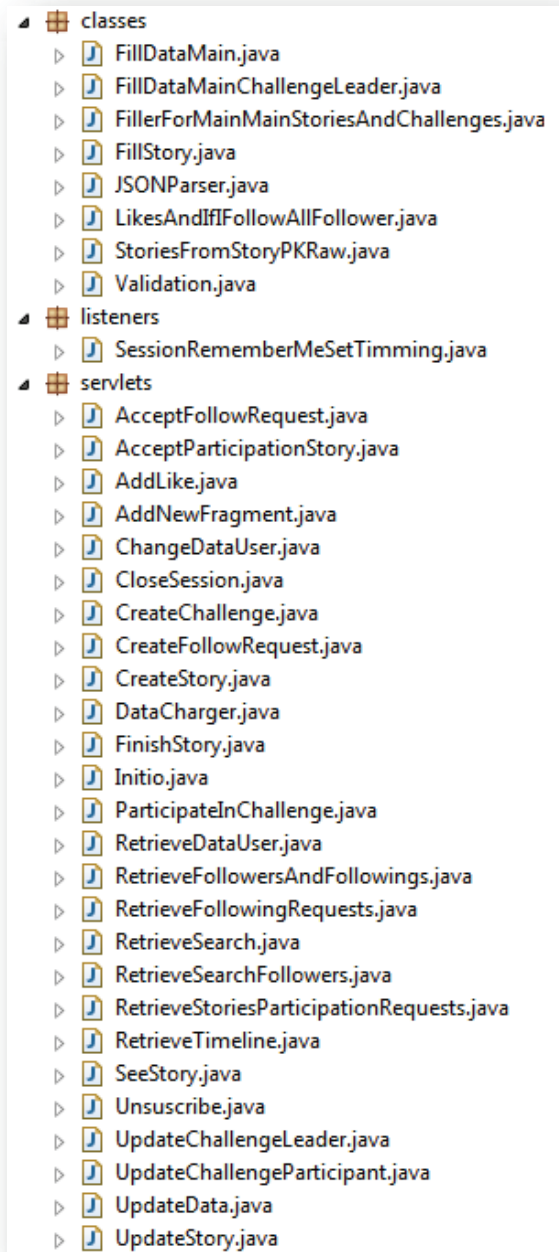 classes
FillDataMain.java
FillDataMainChallengeLeader.java
FillerForMainMainStoriesAndChallenges.java
FillStory.java
JSONParser.java
LikesAndIfIFollowAllFollower.java
StoriesFromStoryPKRaw.java
Validation.java
listeners
SessionRememberMeSetTimming.java
servlets
AcceptFollowRequest.java
AcceptParticipationStory.java
AddLike.java
AddNewFragment.java
ChangeDataUser.java
CloseSession.java
CreateChallenge.java
CreateFollowRequest.java
CreateStory.java
DataCharger.java
FinishStory.java
Initio.java
ParticipateInChallenge.java
RetrieveDataUser.java
RetrieveFollowersAndFollowings.java
RetrieveFollowingRequests.java
RetrieveSearch.java
RetrieveSearchFollowers.java
RetrieveStoriesParticipationRequests.java
RetrieveTimeline.java
SeeStory.java
Unsuscribe.java
UpdateChallengeLeader.java
UpdateChallengeParticipant.java
UpdateData.java
UpdateStory.java